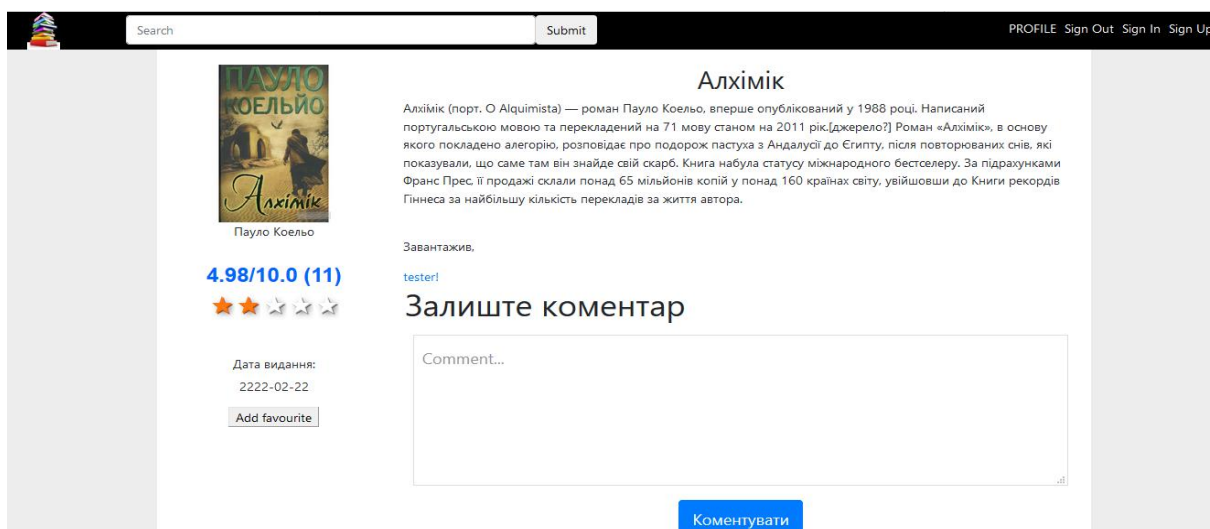 Search
Submit
PROFILE Sign Out Sign In Sign Up
ПАУЛО
КОЕЛЬЙО
Алхімік
Пауло Коельо
4.98/10.0 (11)
Дата видання:
2222-02-22
Add favourite
Алхімік
Алхімік (порт. O Alquimista) — роман Пауло Коельо, вперше опублікований у 1988 році. Написаний
португальською мовою та перекладений на 71 мову станом на 2011 рік.[джерело?] Роман «Алхімік», в основу
якого покладено алегорію, розповідає про подорож пастуха з Андалусії до Єгипту, після повторюваних снів, які
показували, що саме там він знайде свій скарб. Книга набула статусу міжнародного бестселеру. За підрахунками
Франс Прес, її продажі склали понад 65 мільйонів копій у понад 160 країнах світу, увійшовши до Книги рекордів
Гіннеса за найбільшу кількість перекладів за життя автора.
Завантажив,
tester!
Залиште коментар
Comment...
Коментувати